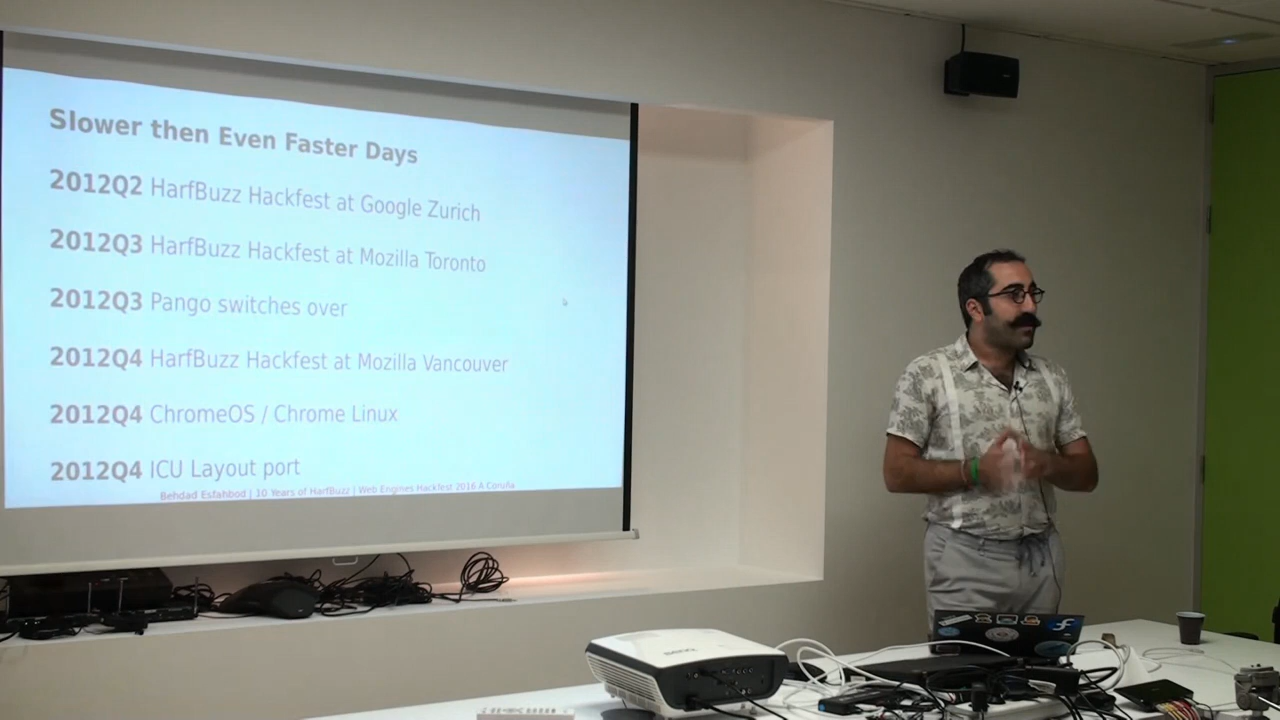 Slower then Even Faster Days
2012Q2 HarfBuzz Hackfest at Google Zurich
2012Q3 HarfBuzz Hackfest at Mozilla Toronto
2012Q3 Pango switches over
2012Q4 HarfBuzz Hackfest at Mozilla Vancouver
2012Q4 ChromeOS / Chrome Linux
2012Q4 ICU Layout port
Behdad Esfahbod | 10 Years of HarfBuzz | Web Engines Hackfest 2016 A Coruña
BenQ